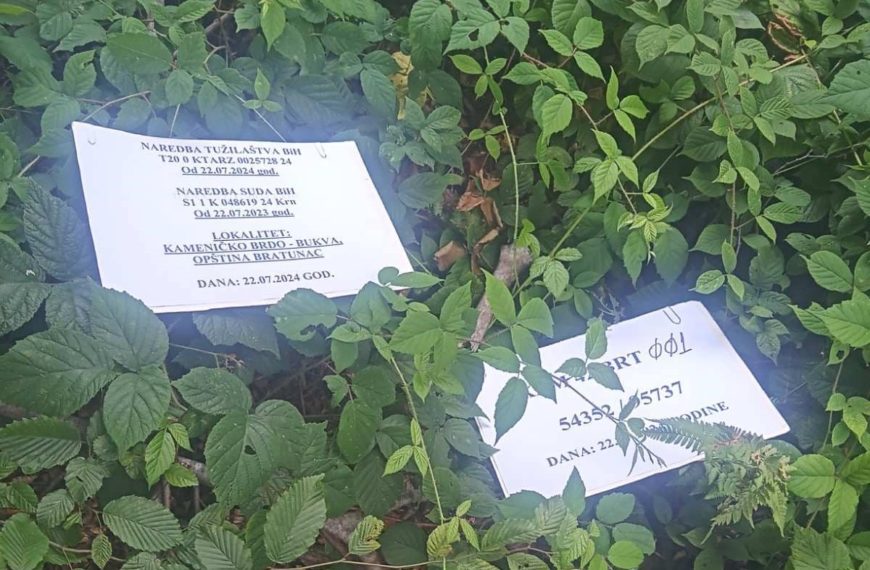 NAREDBA TUŽILAŠTVA BiH
T20 0 KTARZ 0025728 24
Od 22.07.2024 god.
NAREDBA SUDA BiH
S1 1 K 048619 24 Krn
Od 22.07.2023 god.
LOKALITET:
KAMENIČKO BRDO - BUKVA,
OPŠTINA BRATUNAC
DANA: 22.07.2024 GOD.
54352 /
DANA: